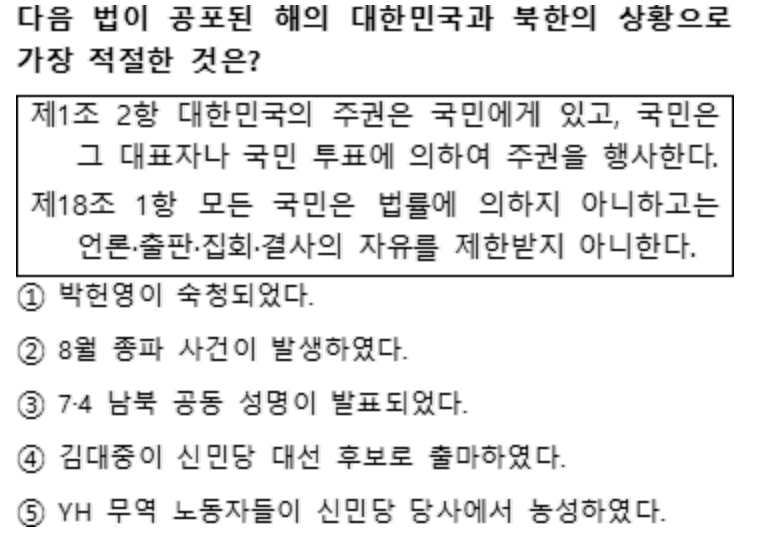 다음 법이 공포된 해의 대한민국과 북한의 상황으로
가장 적절한 것은?
제1조 2항 대한민국의 주권은 국민에게 있고, 국민은
그 대표자나 국민 투표에 의하여 주권을 행사한다.
제18조 1항 모든 국민은 법률에 의하지 아니하고는
언론·출판·집회·결사의 자유를 제한받지 아니한다.
① 박헌영이 숙청되었다.
② 8월 종파 사건이 발생하였다.
③ 7·4 남북 공동 성명이 발표되었다.
④ 김대중이 신민당 대선 후보로 출마하였다.
⑤ YH 무역 노동자들이 신민당 당사에서 농성하였다.